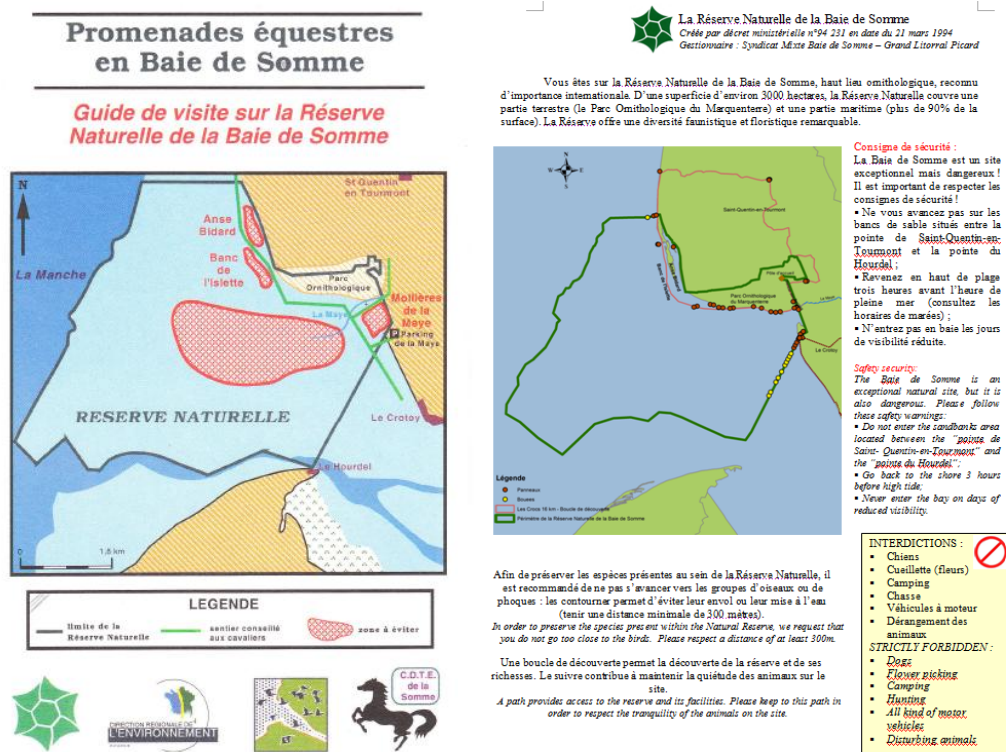 Promenades équestres
en Baie de Somme
Guide de visite sur la Réserve
Naturelle de la Baie de Somme
N
St Quentin
en Tourmont
Anse
Bidard
Banc
de
l'Islette
La Manche
Parc
Ornithologique
Mollières
de la
Maye
La Maye
P Parking
de la Maye
RESERVE NATURELLE
Le Crotoy
Le Hourdel
0 1,6 km
LEGENDE
limite de la
Réserve Naturelle
sentier conseillé
aux cavaliers
zone à éviter
DIRECTION REGIONALE DE
L'ENVIRONNEMENT
C.D.T.E.
de la
Somme
La Réserve Naturelle de la Baie de Somme
Créée par décret ministérielle n°94 231 en date du 21 mars 1994
Gestionnaire : Syndicat Mixte Baie de Somme – Grand Litorral Picard
Vous êtes sur la Réserve Naturelle de la Baie de Somme, haut lieu ornithologique, reconnu
d'importance internationale. D'une superficie d'environ 3000 hectares, la Réserve Naturelle couvre une
partie terrestre (le Parc Ornithologique du Marquenterre) et une partie maritime (plus de 90% de la
surface). La Réserve offre une diversité faunistique et floristique remarquable.
N
W E
S
Saint-Quentin-en-Tourmont
Parc Ornithologique
du Marquenterre
Le Crotoy
Légende
Panneaux
Bouées
Les Crocs 16 km - Boucle de découverte
Périmètre de la Réserve Naturelle de la Baie de Somme
Consigne de sécurité :
La Baie de Somme est un site
exceptionnel mais dangereux !
Il est important de respecter les
consignes de sécurité !
▪ Ne vous avancez pas sur les
bancs de sable situés entre la
pointe de Saint-Quentin-en-
Tourmont et la pointe du
Hourdel ;
▪ Revenez en haut de plage
trois heures avant l'heure de
pleine mer (consultez les
horaires de marées) ;
▪ N'entrez pas en baie les jours
de visibilité réduite.
Safety security:
The Baie de Somme is an
exceptional natural site, but it is
also dangerous. Please follow
these safety warnings:
▪ Do not enter the sandbanks area
located between the "pointe de
Saint- Quentin-en-Tourmont" and
the "pointe du Hourdel";
▪ Go back to the shore 3 hours
before high tide;
▪ Never enter the bay on days of
reduced visibility.
Afin de préserver les espèces présentes au sein de la Réserve Naturelle, il
est recommandé de ne pas s'avancer vers les groupes d'oiseaux ou de
phoques : les contourner permet d'éviter leur envol ou leur mise à l'eau
(tenir une distance minimale de 300 mètres).
In order to preserve the species present within the Natural Reserve, we request that
you do not go too close to the birds. Please respect a distance of at least 300m.
Une boucle de découverte permet la découverte de la réserve et de ses
richesses. Le suivre contribue à maintenir la quiétude des animaux sur le
site.
A path provides access to the reserve and its facilities. Please keep to this path in
order to respect the tranquility of the animals on the site.
INTERDICTIONS :
▪ Chiens
▪ Cueillette (fleurs)
▪ Camping
▪ Chasse
▪ Véhicules à moteur
▪ Dérangement des
animaux
STRICTLY FORBIDDEN :
▪ Dogs
▪ Flower picking
▪ Camping
▪ Hunting
▪ All kind of motor
vehicles
▪ Disturbing animals